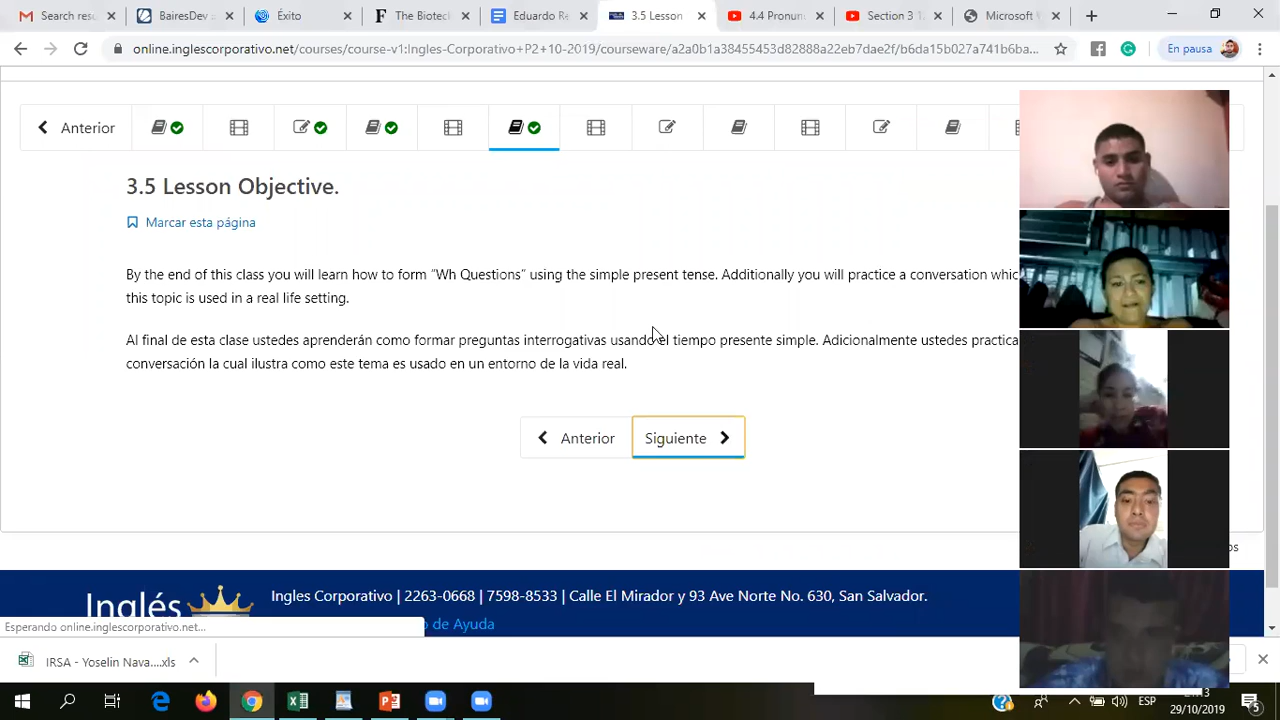 Search resu
BairesDev +
Éxito
The Biotech
Eduardo Re
3.5 Lesson
4.4 Pronun
Section 3 1.
Microsoft W
online.inglescorporativo.net/courses/course-v1:Ingles-Corporativo+P2+10-2019/courseware/a2a0b1a38455453d82888a22eb7dae2f/b6da15b027a741b6ba...
En pausa
Anterior
3.5 Lesson Objective.
Marcar esta página
By the end of this class you will learn how to form “Wh Questions” using the simple present tense. Additionally you will practice a conversation whic
this topic is used in a real life setting.
Al final de esta clase ustedes aprenderán como formar preguntas interrogativas usando el tiempo presente simple. Adicionalmente ustedes practica
conversación la cual ilustra como este tema es usado en un entorno de la vida real.
Anterior
Siguiente
os
Inglés
Ingles Corporativo | 2263-0668 | 7598-8533 | Calle El Mirador y 93 Ave Norte No. 630, San Salvador.
o de Ayuda
Esperando online.inglescorporativo.net...
IRSA - Yoselin Nava....xls
ESP
29/10/2019
5